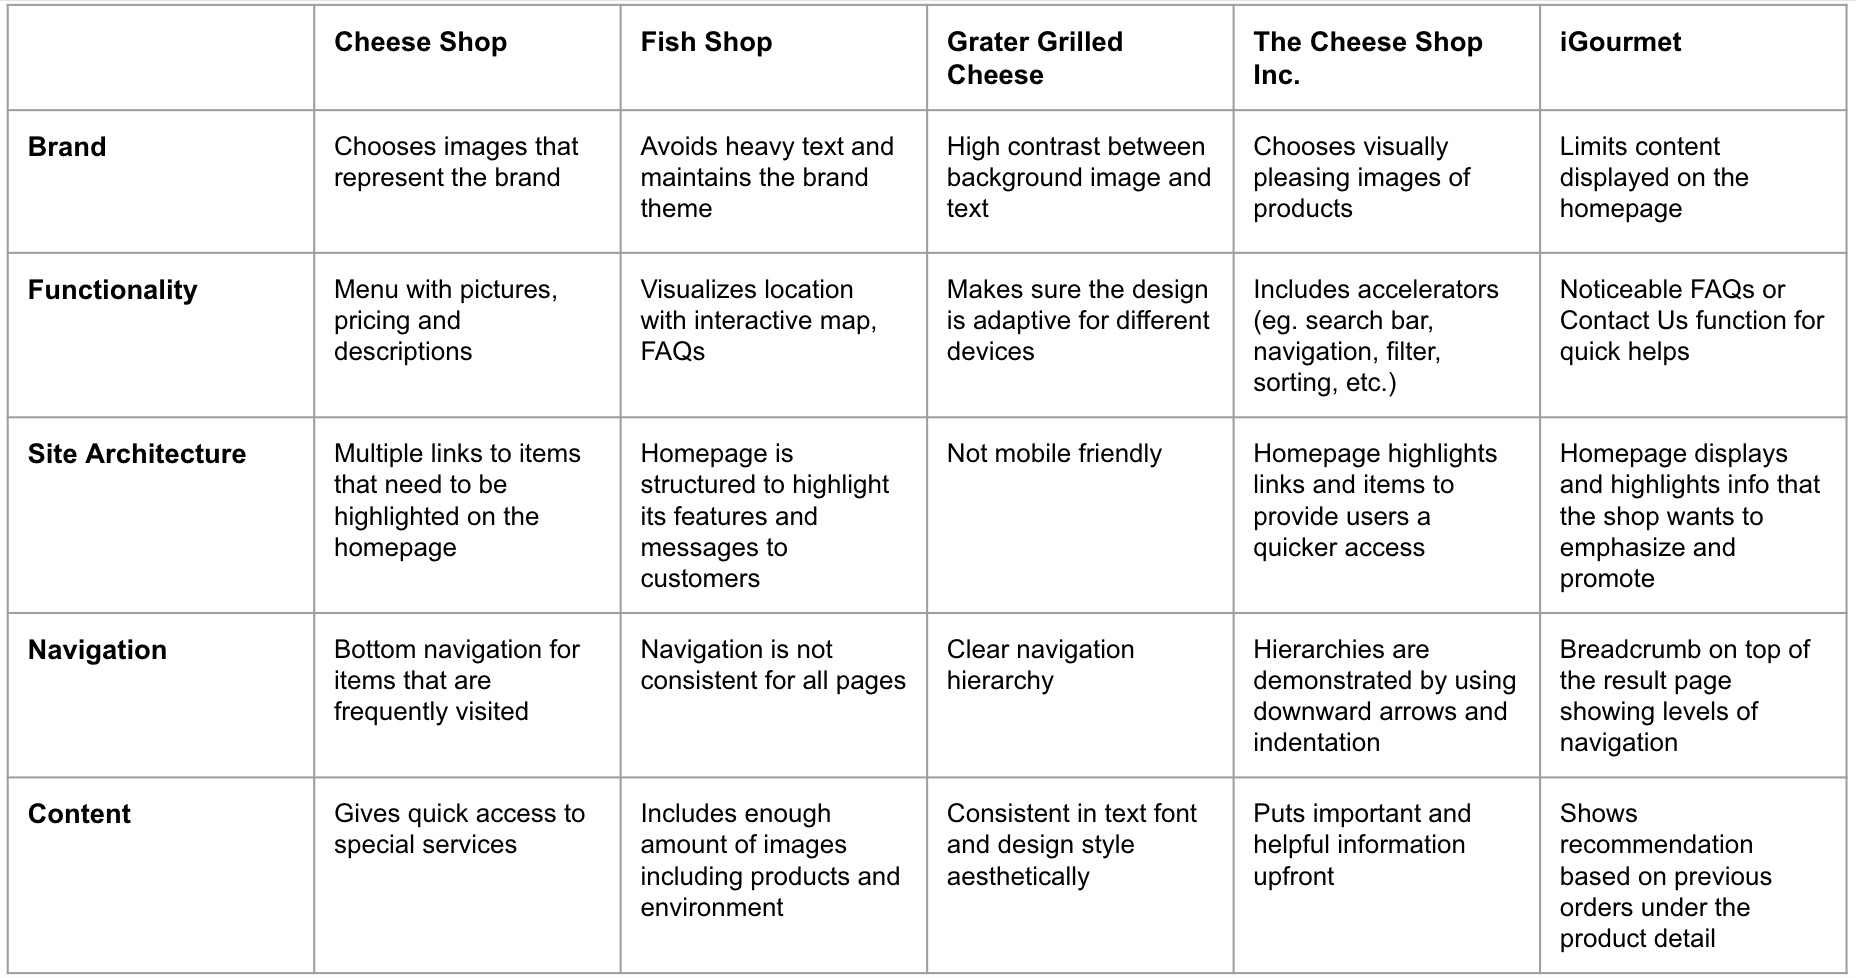 Cheese Shop
Fish Shop
Grater Grilled
Cheese
The Cheese Shop
Inc.
iGourmet
Brand
Chooses images that
represent the brand
Avoids heavy text and
maintains the brand
theme
High contrast between
background image and
text
Chooses visually
pleasing images of
products
Limits content
displayed on the
homepage
Functionality
Menu with pictures,
pricing and
descriptions
Visualizes location
with interactive map,
FAQs
Makes sure the design
is adaptive for different
devices
Includes accelerators
(eg. search bar,
navigation, filter,
sorting, etc.)
Noticeable FAQs or
Contact Us function for
quick helps
Site Architecture
Multiple links to items
that need to be
highlighted on the
homepage
Homepage is
structured to highlight
its features and
messages to
customers
Not mobile friendly
Homepage highlights
links and items to
provide users a
quicker access
Homepage displays
and highlights info that
the shop wants to
emphasize and
promote
Navigation
Bottom navigation for
items that are
frequently visited
Navigation is not
consistent for all pages
Clear navigation
hierarchy
Hierarchies are
demonstrated by using
downward arrows and
indentation
Breadcrumb on top of
the result page
showing levels of
navigation
Content
Gives quick access to
special services
Includes enough
amount of images
including products and
environment
Consistent in text font
and design style
aesthetically
Puts important and
helpful information
upfront
Shows
recommendation
based on previous
orders under the
product detail